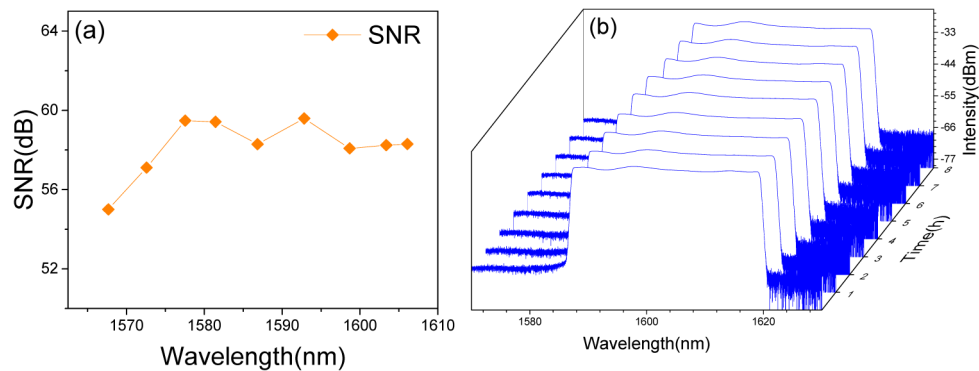 (a)
SNR
64
60
56
52
SNR(dB)
1570 1580 1590 1600 1610
Wavelength(nm)
(b)
-33
-44
-55
-66
-77
Intensity(dBm)
8
7
6
5
4
3
2
1
Time(h)
1580 1600 1620
Wavelength(nm)